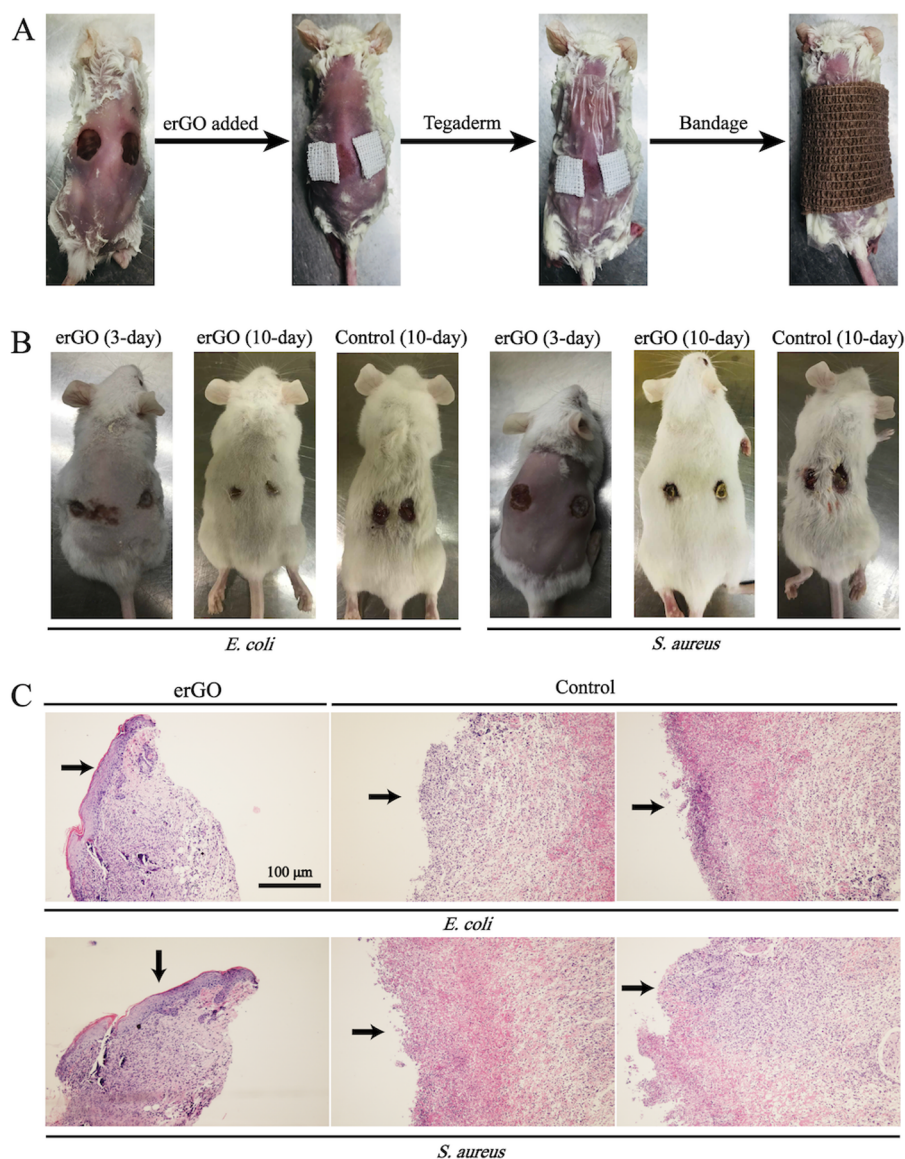 A
erGO added
Tegaderm
Bandage
B
erGO (3-day)
erGO (10-day)
Control (10-day)
erGO (3-day)
erGO (10-day)
Control (10-day)
E. coli
S. aureus
C
erGO
Control
100 μm
E. coli
S. aureus